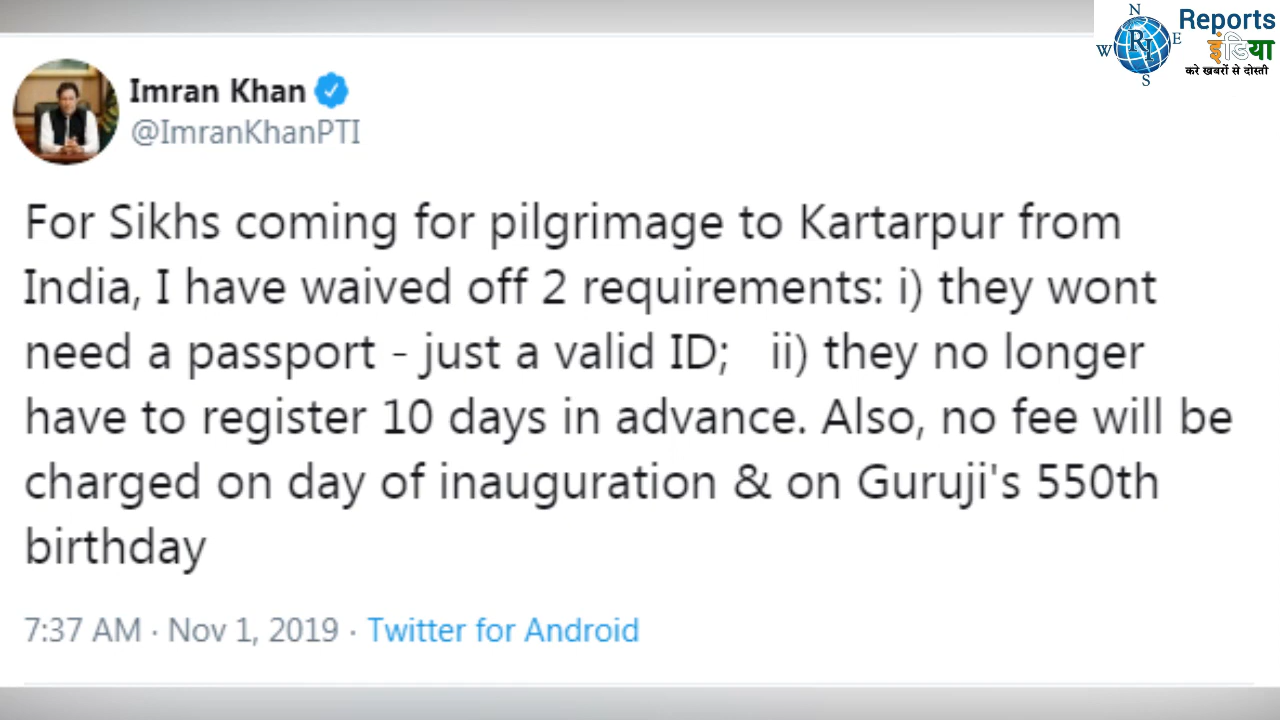 N
W E
S
RI
Reports
इंडिया
करे खबरों से दोस्ती
Imran Khan
@ImranKhanPTI
For Sikhs coming for pilgrimage to Kartarpur from
India, I have waived off 2 requirements: i) they wont
need a passport - just a valid ID;   ii) they no longer
have to register 10 days in advance. Also, no fee will be
charged on day of inauguration & on Guruji's 550th
birthday
7:37 AM · Nov 1, 2019 · Twitter for Android